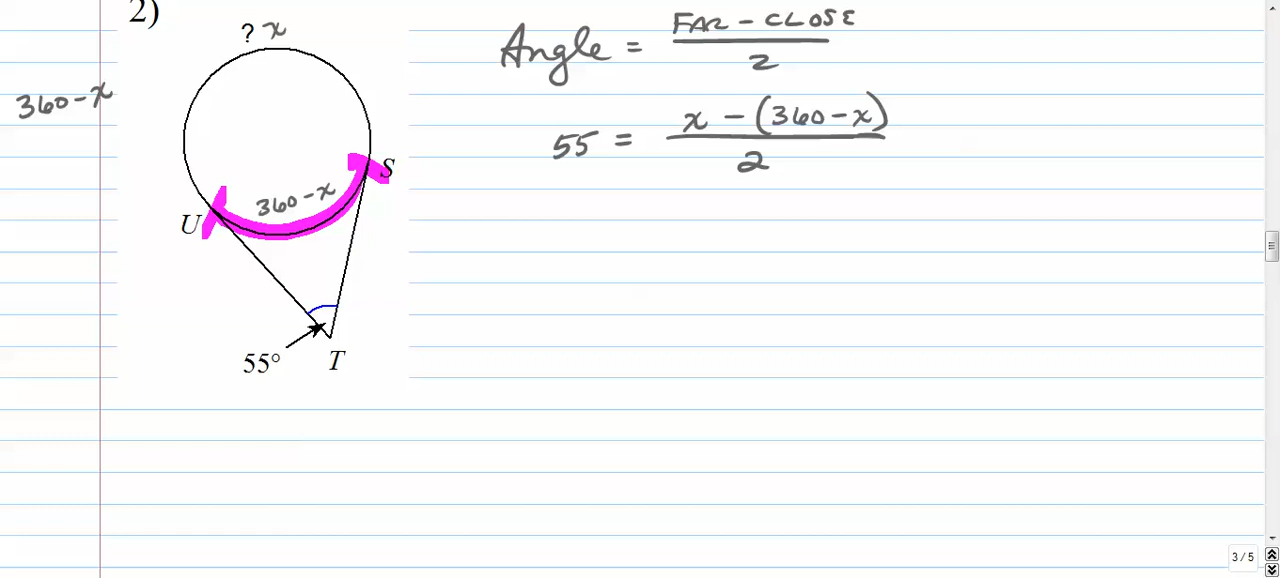 2)
? x
360-x
S
360-x
U
55°
T
Angle = FAR - CLOSE / 2
55 = x - (360-x) / 2
3 / 5